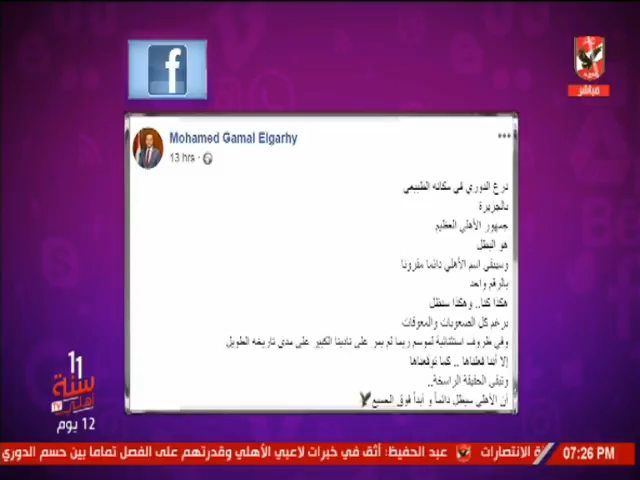 f
مباشر
Mohamed Gamal Elgarhy
13 hrs ·
درع الدوري في مكانه الطبيعي
بالجزيرة
جمهور الأهلي العظيم
هو البطل
وسيبقى اسم الأهلي دائما مقرونا
بالرقم واحد
هكذا كنا.. وهكذا سنظل
برغم كل الصعوبات والمعوقات
وفي ظروف استثنائية لموسم ربما لم يمر على نادينا الكبير على مدى تاريخه الطويل
إلا أننا فعلناها .. كما توقعناها
وتبقى الحقيقة الراسخة..
أن الأهلي سيظل دائماً و أبداً فوق الجميع
11
سنة
أهلي TV
12 يوم
ة الانتصارات عبد الحفيظ: أثق في خبرات لاعبي الأهلي وقدرتهم على الفصل تماما بين حسم الدوري
07:26 PM